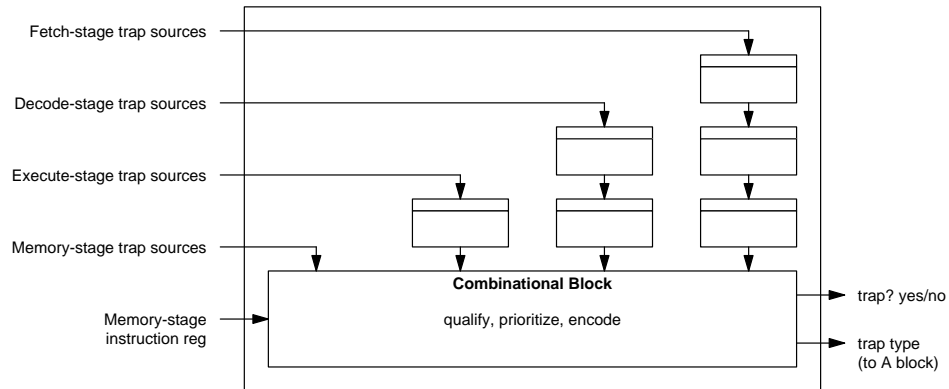 Fetch-stage trap sources
Decode-stage trap sources
Execute-stage trap sources
Memory-stage trap sources
Combinational Block
qualify, prioritize, encode
Memory-stage
instruction reg
trap? yes/no
trap type
(to A block)